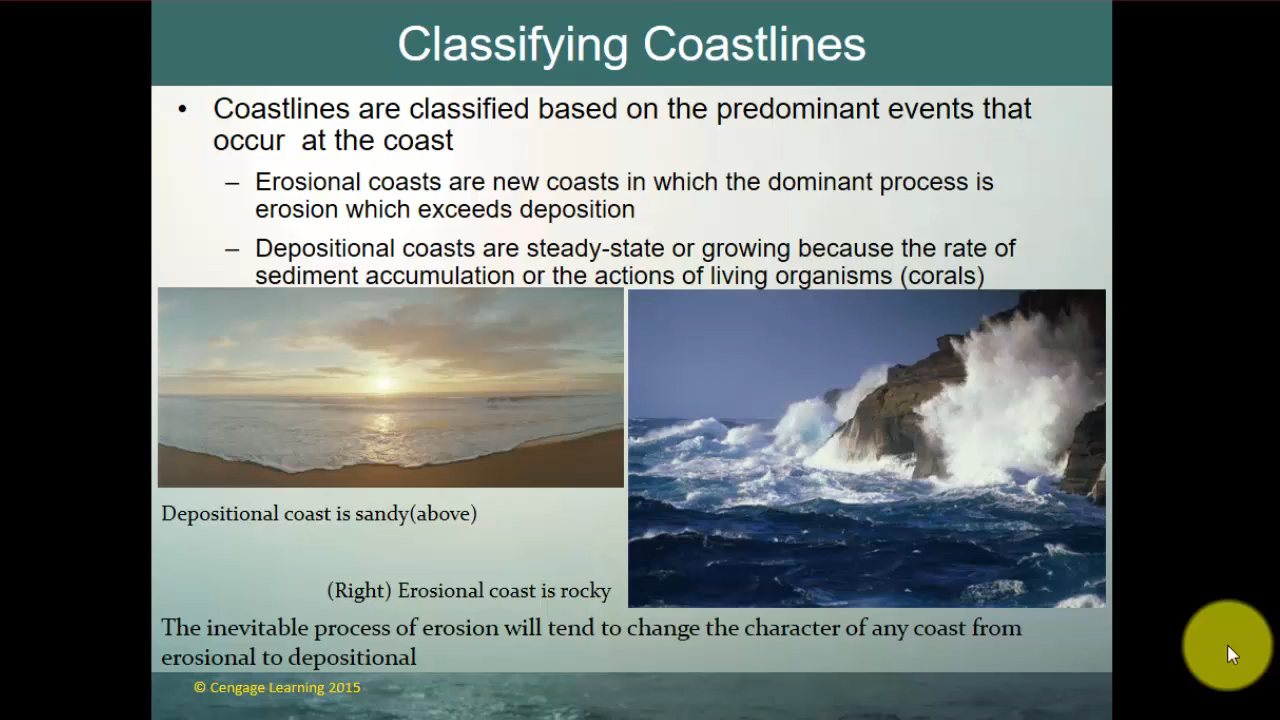 Classifying Coastlines
• Coastlines are classified based on the predominant events that
occur at the coast
– Erosional coasts are new coasts in which the dominant process is
erosion which exceeds deposition
– Depositional coasts are steady-state or growing because the rate of
sediment accumulation or the actions of living organisms (corals)
Depositional coast is sandy(above)
(Right) Erosional coast is rocky
The inevitable process of erosion will tend to change the character of any coast from
erosional to depositional
© Cengage Learning 2015